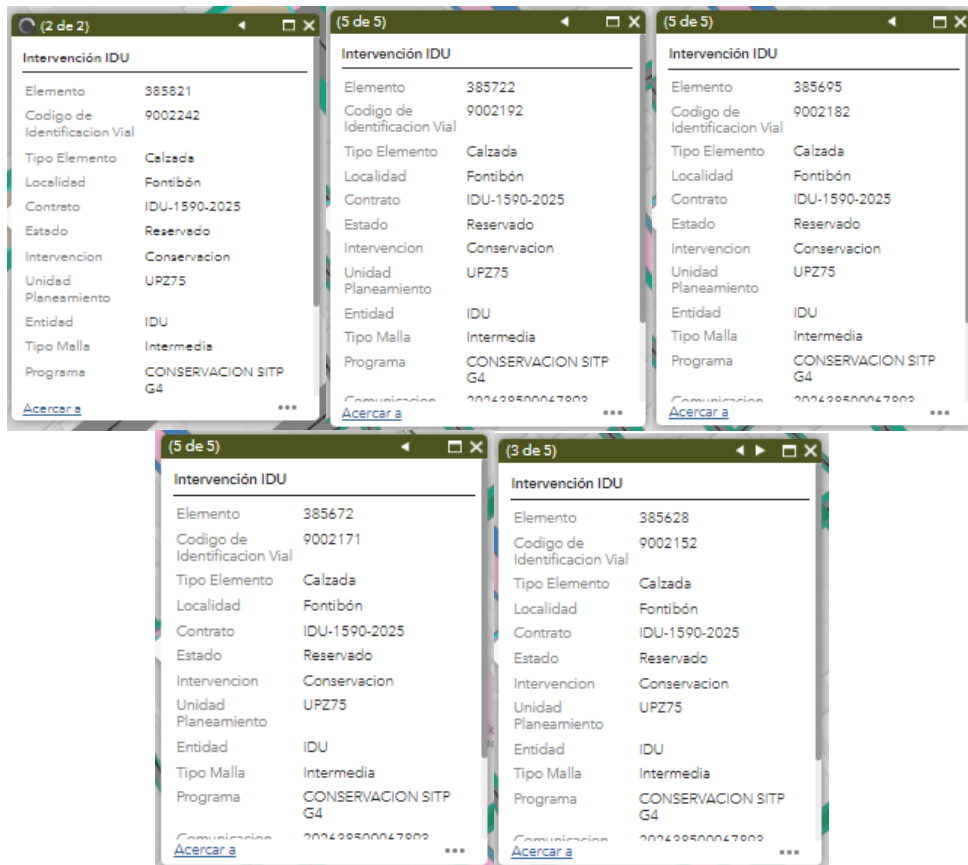 (2 de 2)
Intervención IDU
Elemento 385821
Codigo de Identificacion Vial 9002242
Tipo Elemento Calzada
Localidad Fontibón
Contrato IDU-1590-2025
Estado Reservado
Intervencion Conservacion
Unidad Planeamiento UPZ75
Entidad IDU
Tipo Malla Intermedia
Programa CONSERVACION SITP G4
Acercar a
(5 de 5)
Intervención IDU
Elemento 385722
Codigo de Identificacion Vial 9002192
Tipo Elemento Calzada
Localidad Fontibón
Contrato IDU-1590-2025
Estado Reservado
Intervencion Conservacion
Unidad Planeamiento UPZ75
Entidad IDU
Tipo Malla Intermedia
Programa CONSERVACION SITP G4
Comunicacion 202638500067893
Acercar a
(5 de 5)
Intervención IDU
Elemento 385695
Codigo de Identificacion Vial 9002182
Tipo Elemento Calzada
Localidad Fontibón
Contrato IDU-1590-2025
Estado Reservado
Intervencion Conservacion
Unidad Planeamiento UPZ75
Entidad IDU
Tipo Malla Intermedia
Programa CONSERVACION SITP G4
Comunicacion 202638500067893
Acercar a
(5 de 5)
Intervención IDU
Elemento 385672
Codigo de Identificacion Vial 9002171
Tipo Elemento Calzada
Localidad Fontibón
Contrato IDU-1590-2025
Estado Reservado
Intervencion Conservacion
Unidad Planeamiento UPZ75
Entidad IDU
Tipo Malla Intermedia
Programa CONSERVACION SITP G4
Comunicacion 202638500067893
Acercar a
(3 de 5)
Intervención IDU
Elemento 385628
Codigo de Identificacion Vial 9002152
Tipo Elemento Calzada
Localidad Fontibón
Contrato IDU-1590-2025
Estado Reservado
Intervencion Conservacion
Unidad Planeamiento UPZ75
Entidad IDU
Tipo Malla Intermedia
Programa CONSERVACION SITP G4
Comunicacion 202638500067893
Acercar a